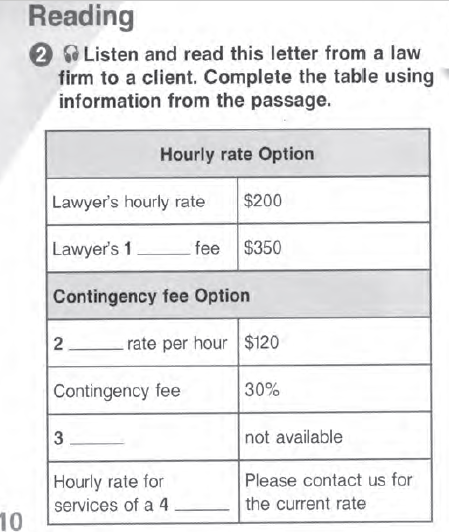 Reading
2 Listen and read this letter from a law
firm to a client. Complete the table using
information from the passage.
Hourly rate Option
Lawyer's hourly rate $200
Lawyer's 1 ______ fee $350
Contingency fee Option
2 ______ rate per hour $120
Contingency fee 30%
3 ______ not available
Hourly rate for Please contact us for
services of a 4 ______ the current rate
10